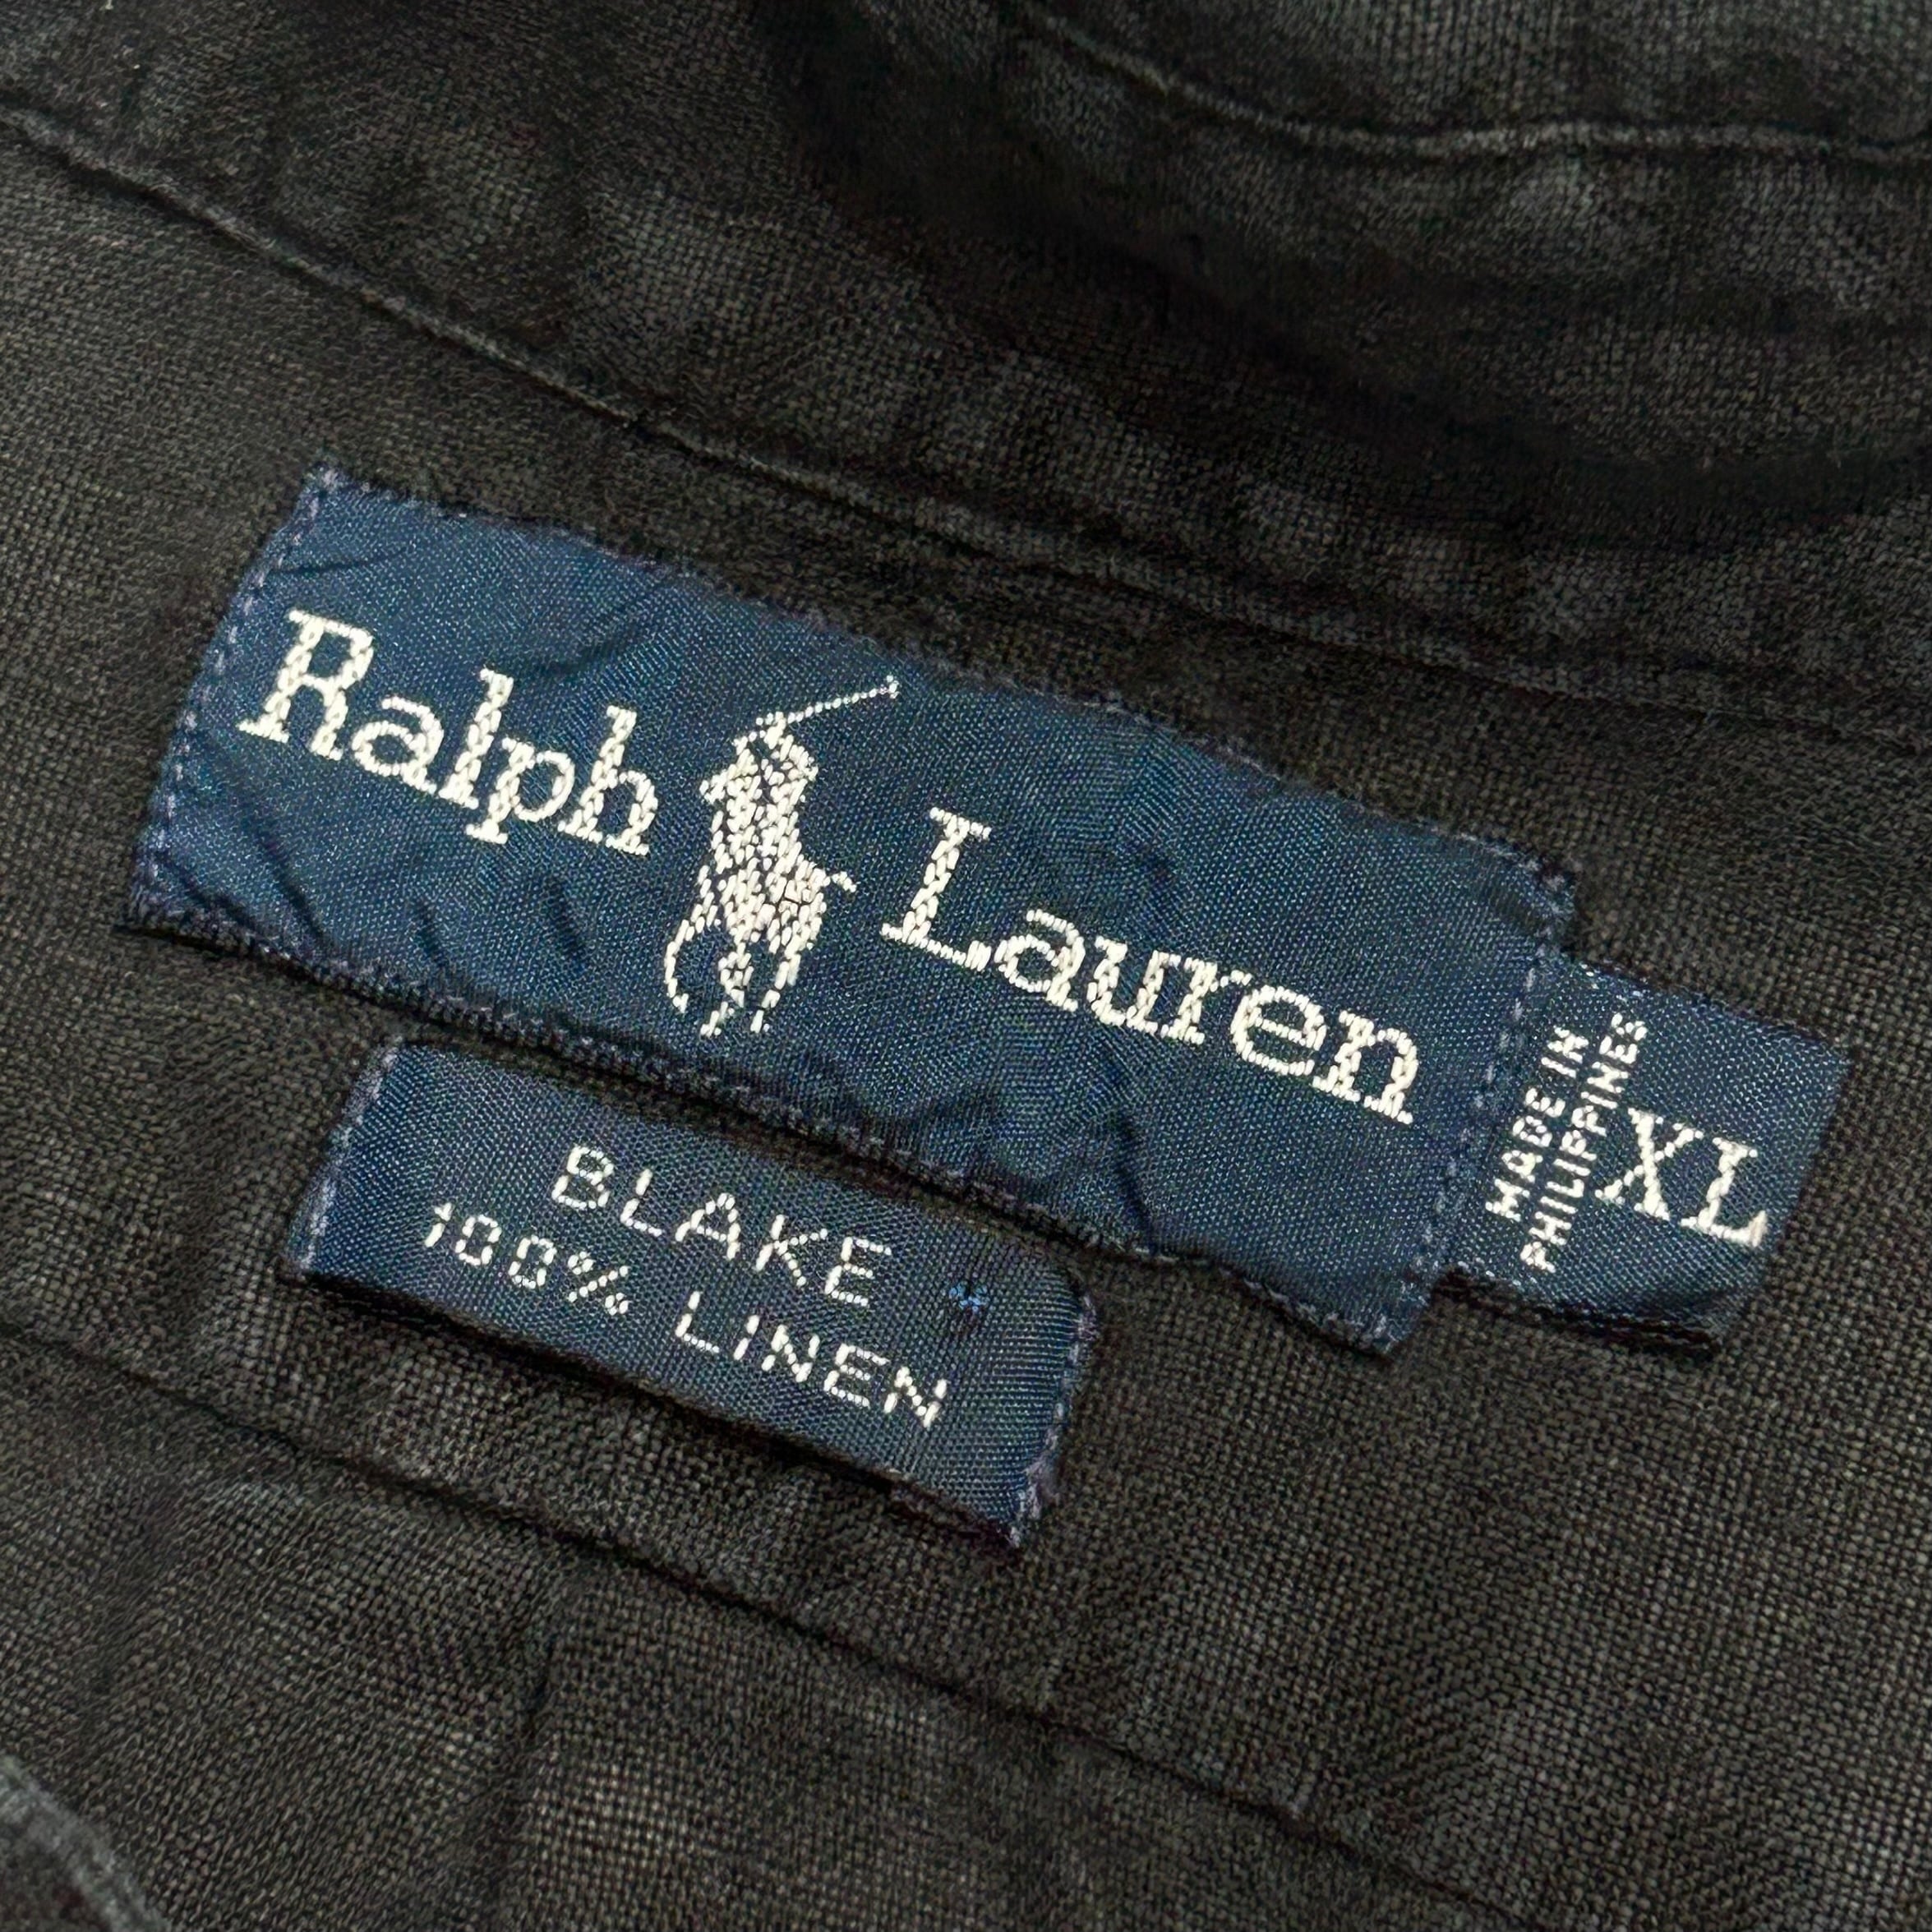 Ralph Lauren
MADE IN
PHILIPPINES
XL
BLAKE
100% LINEN